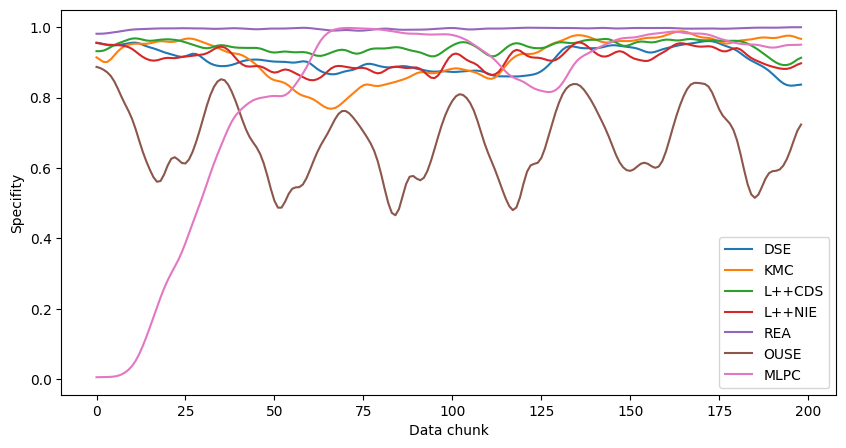 1.0
0.8
0.6
0.4
0.2
0.0
Specifity
0
25
50
75
100
125
150
175
200
Data chunk
DSE
KMC
L++CDS
L++NIE
REA
OUSE
MLPC